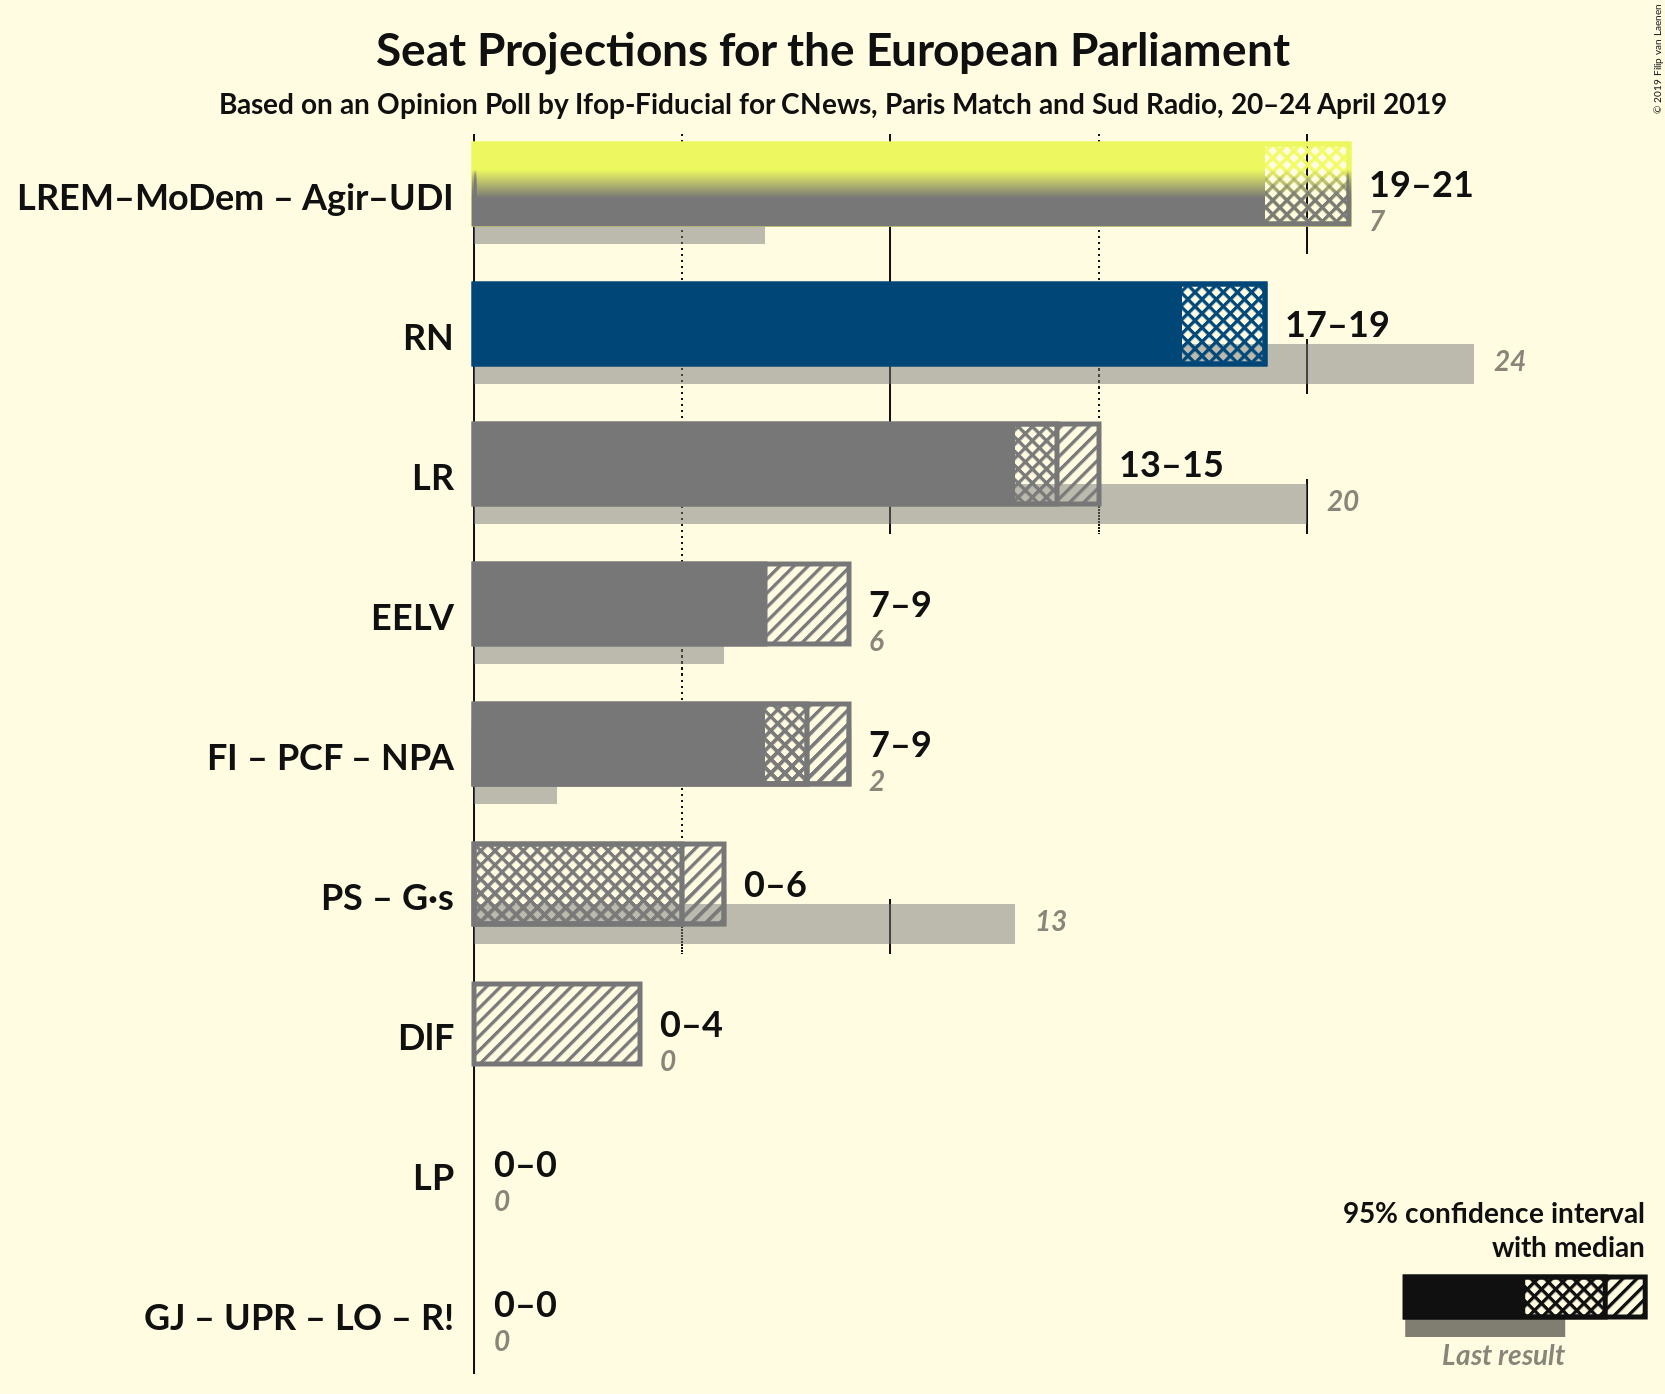 Seat Projections for the European Parliament
Based on an Opinion Poll by Ifop-Fiducial for CNews, Paris Match and Sud Radio, 20–24 April 2019
© 2019 Filip van Laenen
LREM–MoDem – Agir–UDI
19–21
7
RN
17–19
24
LR
13–15
20
EELV
7–9
6
FI – PCF – NPA
7–9
2
PS – G·s
0–6
13
DlF
0–4
0
LP
0–0
0
GJ – UPR – LO – R!
0–0
0
95% confidence interval
with median
Last result